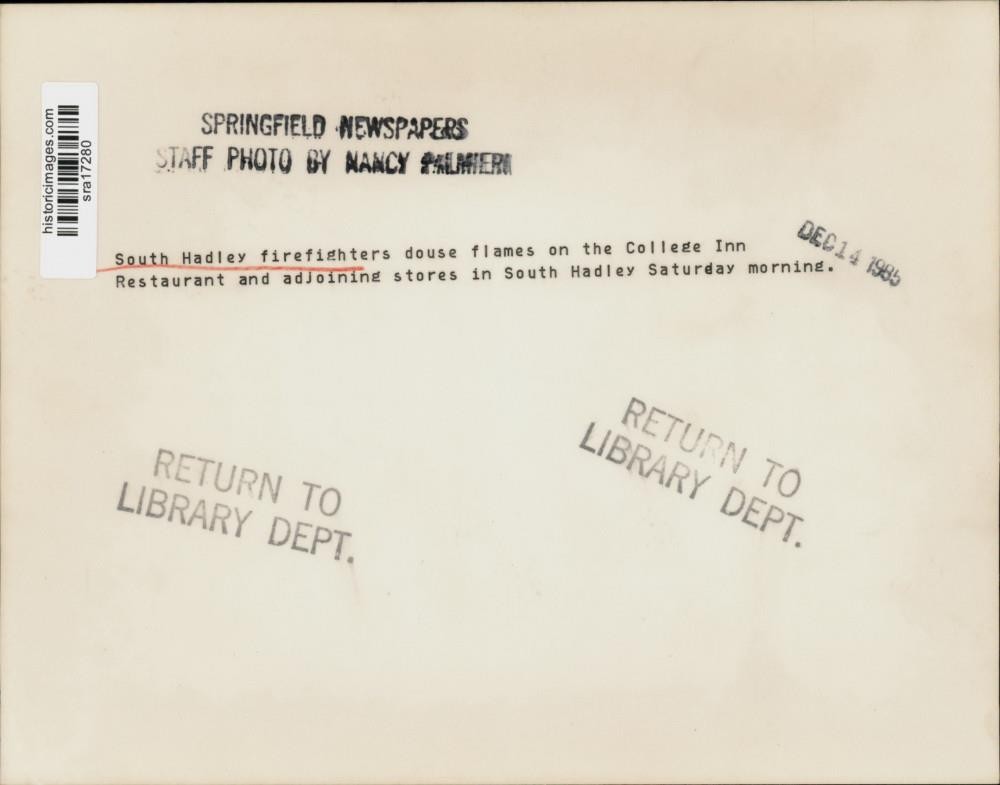 historicimages.com
sra17280
SPRINGFIELD NEWSPAPERS
STAFF PHOTO BY NANCY PALMIERI
DEC 14 1985
South Hadley firefighters douse flames on the College Inn
Restaurant and adjoining stores in South Hadley Saturday morning.
RETURN TO
LIBRARY DEPT.
RETURN TO
LIBRARY DEPT.